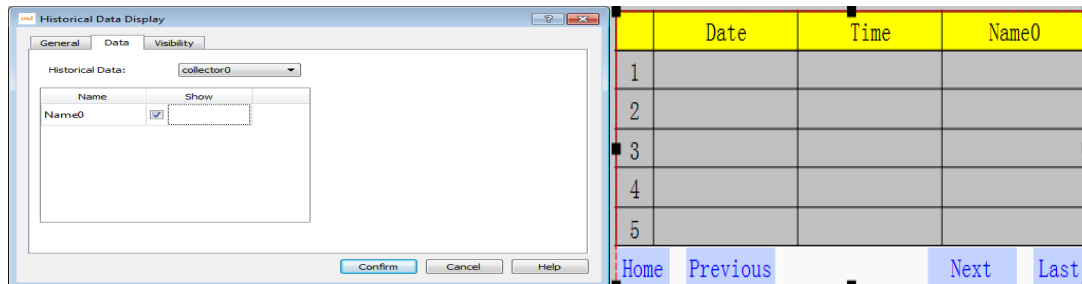 Historical Data Display
General Data Visibility
Historical Data: collector0
Name Show
Name0
Confirm Cancel Help
Date Time Name0
1
2
3
4
5
Home Previous Next Last